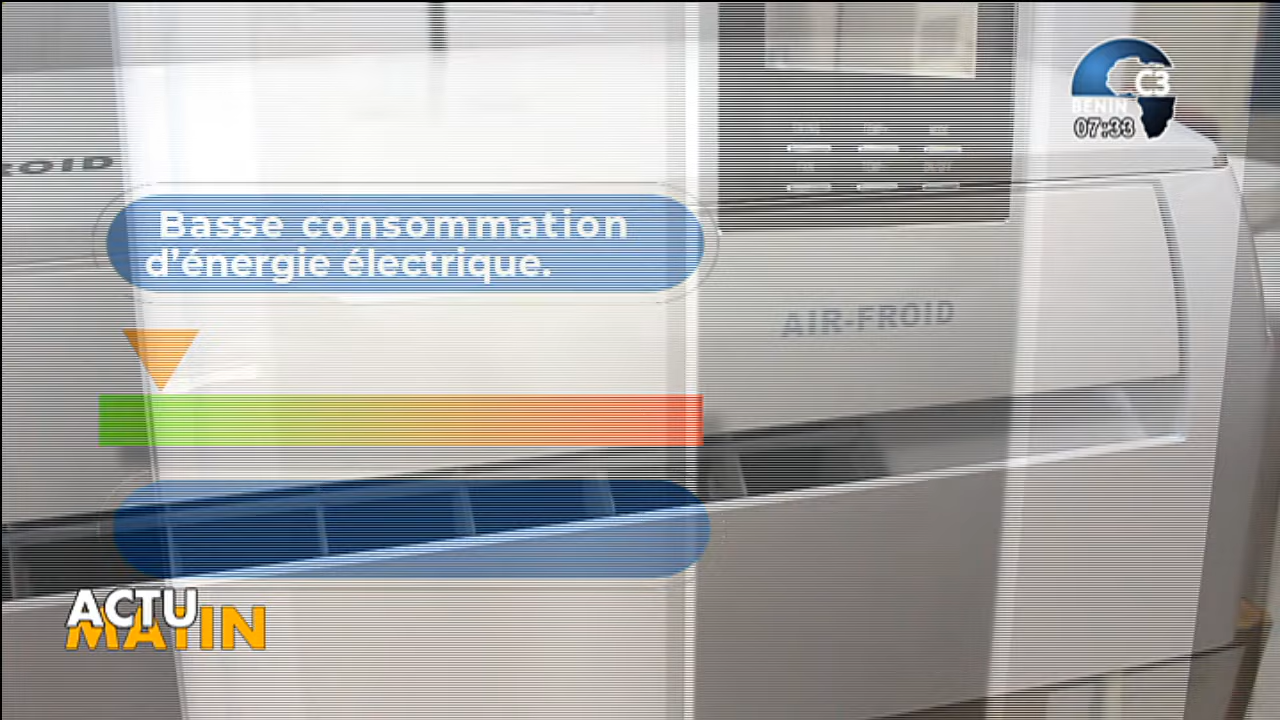 C3
BENIN
07:33
ROID
Basse consommation
d'énergie électrique.
AIR-FROID
ACTU
MATIN